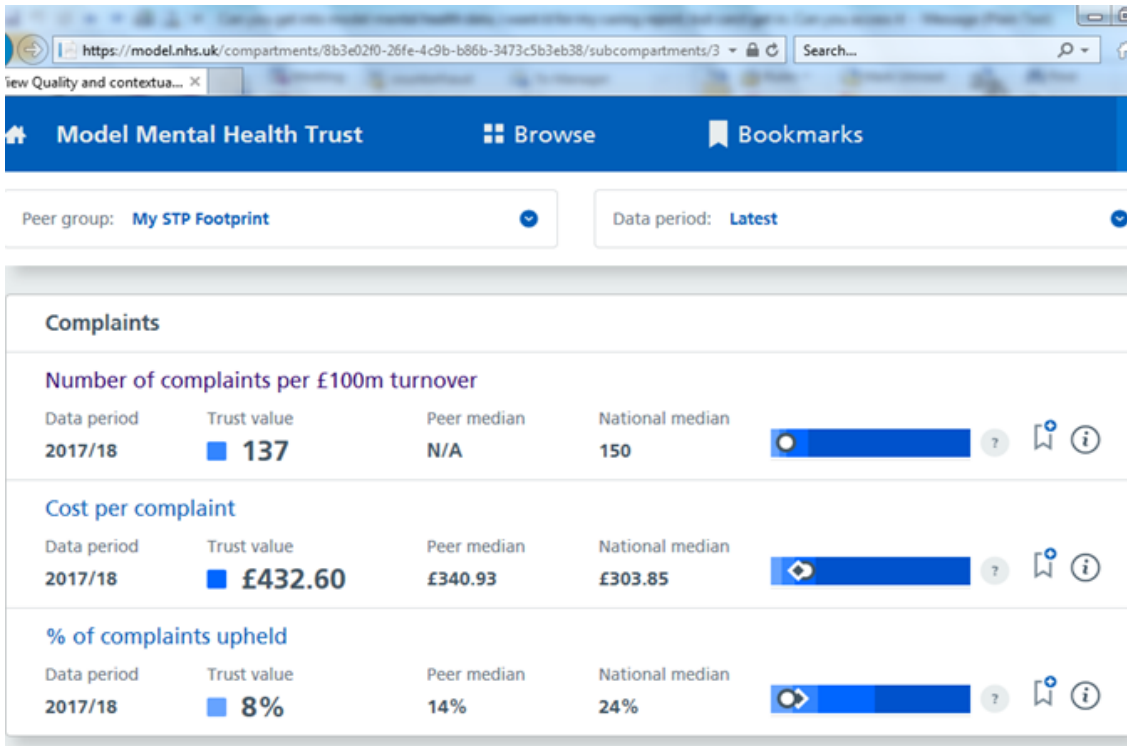 https://model.nhs.uk/compartments/8b3e02f0-26fe-4c9b-b86b-3473c5b3eb38/subcompartments/3 Search...
iew Quality and contextua...
Model Mental Health Trust Browse Bookmarks
Peer group: My STP Footprint Data period: Latest
Complaints
Number of complaints per £100m turnover
Data period Trust value Peer median National median
2017/18 137 N/A 150 ?
Cost per complaint
Data period Trust value Peer median National median
2017/18 £432.60 £340.93 £303.85 ?
% of complaints upheld
Data period Trust value Peer median National median
2017/18 8% 14% 24% ?